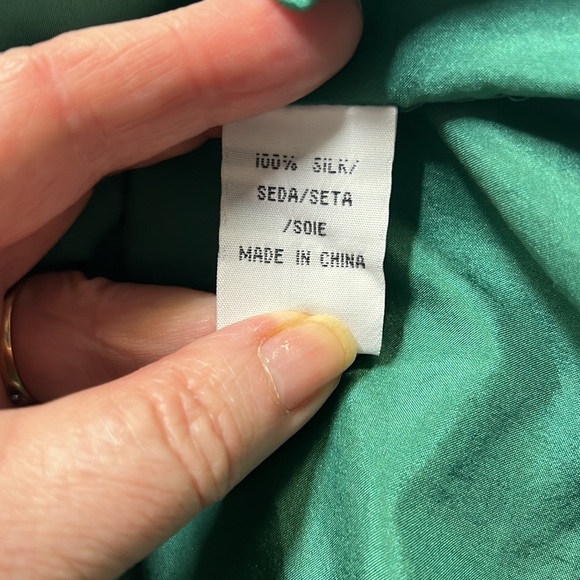 100% SILK/
SEDA/SETA
/SOIE
MADE IN CHINA